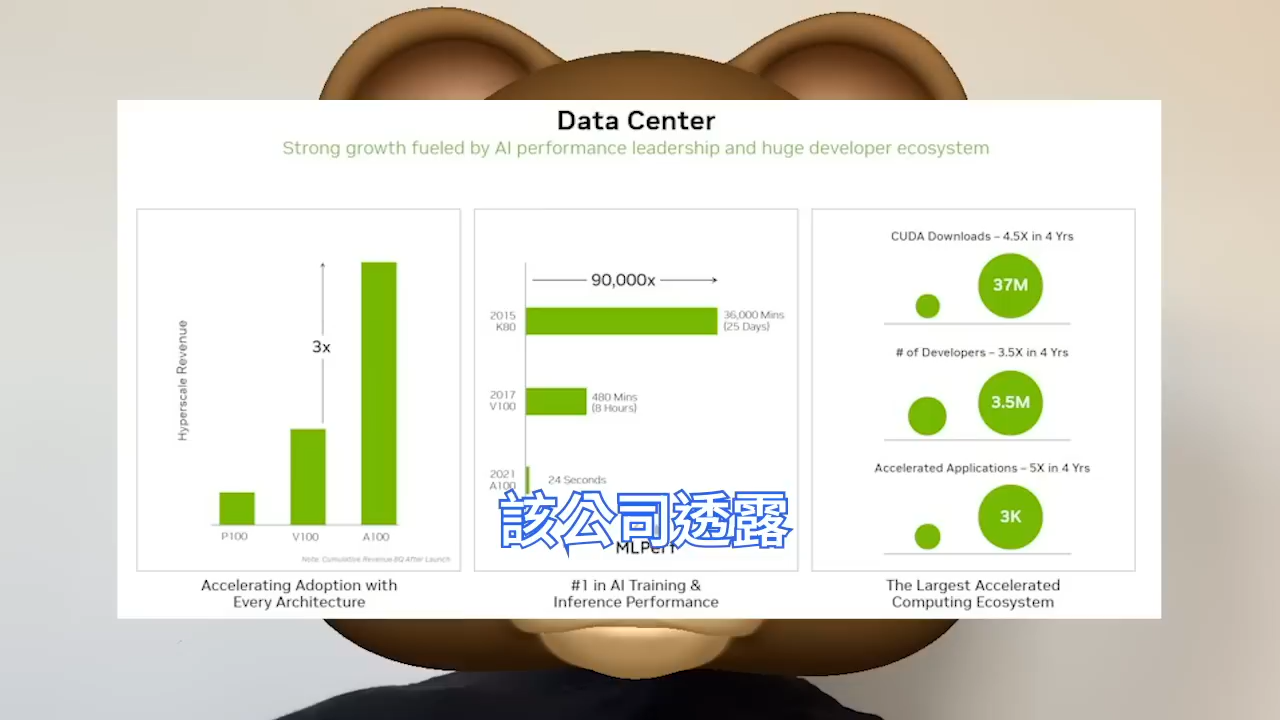 Data Center
Strong growth fueled by AI performance leadership and huge developer ecosystem
Hyperscale Revenue
3x
P100
V100
A100
Note: Cumulative Revenue 8Q After Launch
Accelerating Adoption with
Every Architecture
90,000x
2015
K80
36,000 Mins
(25 Days)
2017
V100
480 Mins
(8 Hours)
2021
A100
24 Seconds
MLPerf
#1 in AI Training &
Inference Performance
CUDA Downloads – 4.5X in 4 Yrs
37M
# of Developers – 3.5X in 4 Yrs
3.5M
Accelerated Applications – 5X in 4 Yrs
3K
The Largest Accelerated
Computing Ecosystem
該公司透露